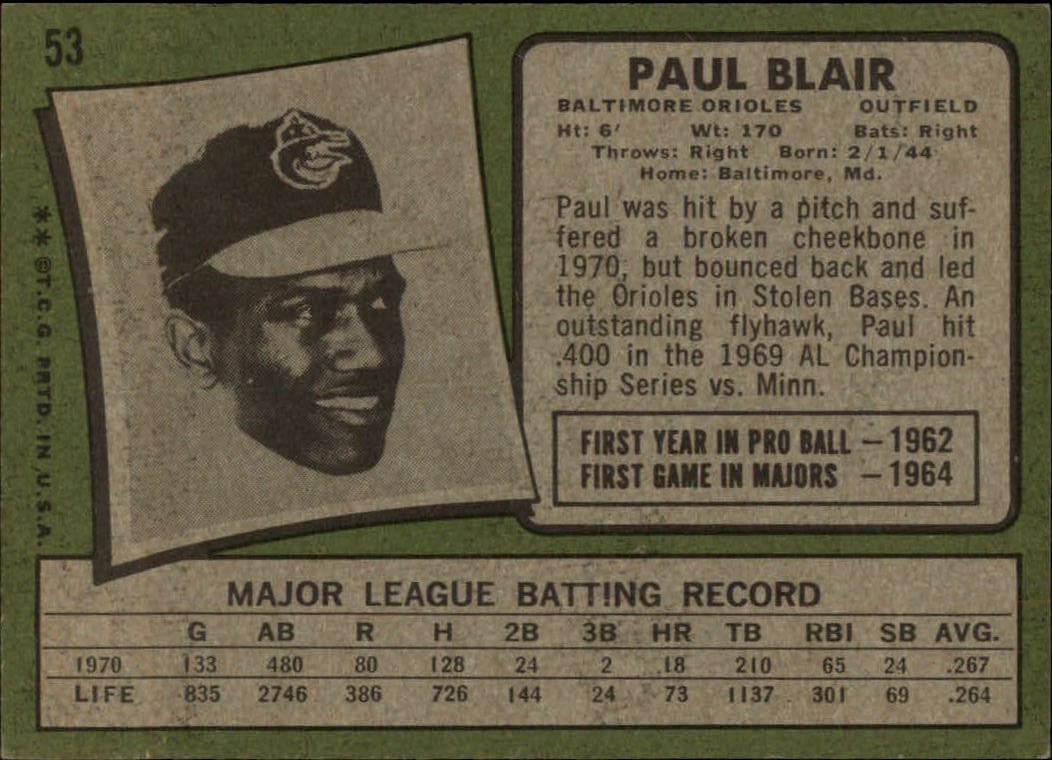 53
PAUL BLAIR
BALTIMORE ORIOLES OUTFIELD
Ht: 6' Wt: 170 Bats: Right
Throws: Right Born: 2/1/44
Home: Baltimore, Md.
Paul was hit by a pitch and suf-
fered a broken cheekbone in
1970, but bounced back and led
the Orioles in Stolen Bases. An
outstanding flyhawk, Paul hit
.400 in the 1969 AL Champion-
ship Series vs. Minn.
FIRST YEAR IN PRO BALL – 1962
FIRST GAME IN MAJORS – 1964
**©T.C.G. PRTD. IN U.S.A.
MAJOR LEAGUE BATTING RECORD
G AB R H 2B 3B HR TB RBI SB AVG.
1970 133 480 80 128 24 2 18 210 65 24 .267
LIFE 835 2746 386 726 144 24 73 1137 301 69 .264